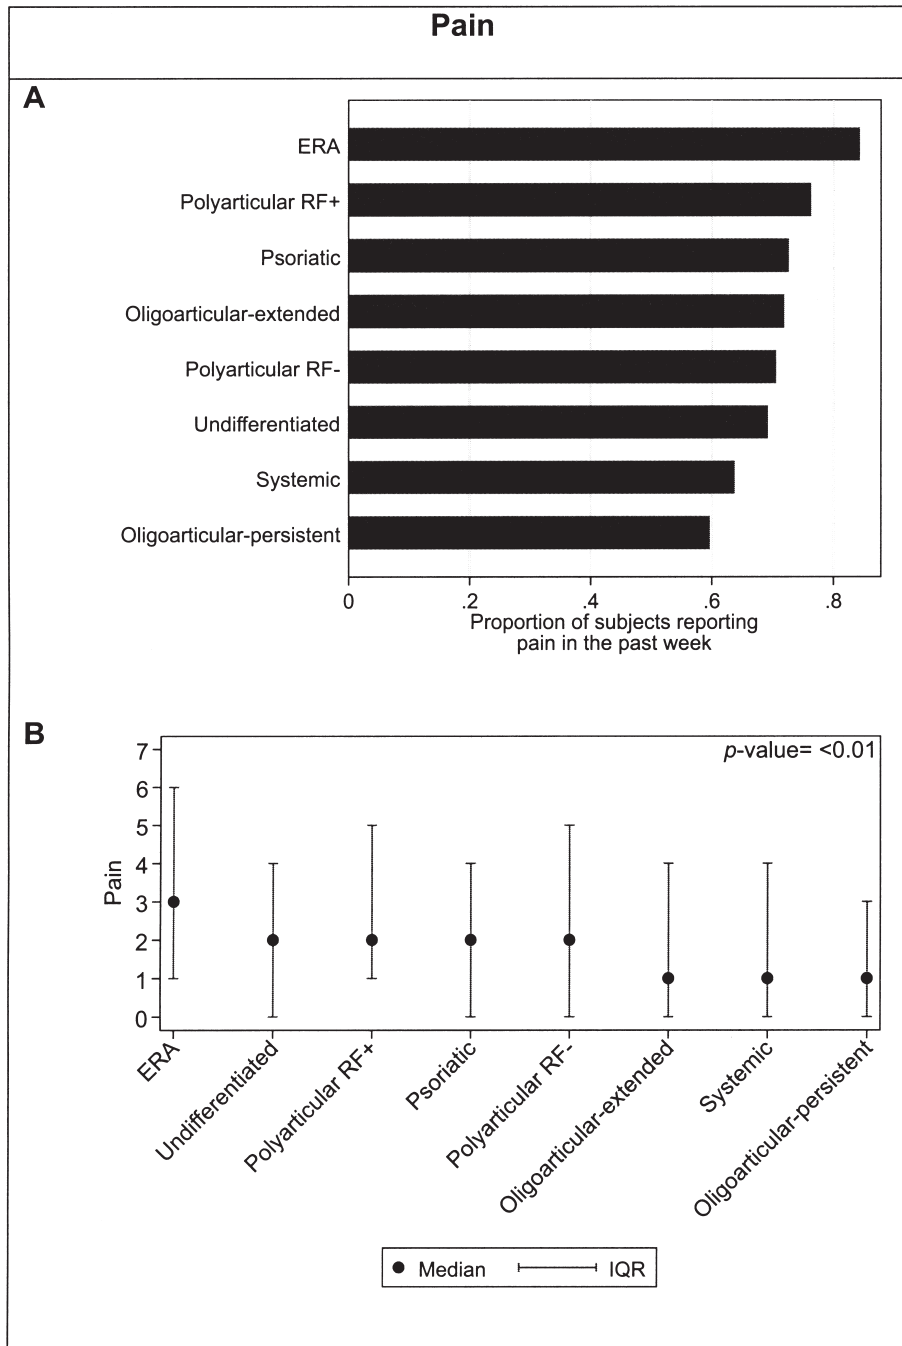 Pain
A
ERA
Polyarticular RF+
Psoriatic
Oligoarticular-extended
Polyarticular RF-
Undifferentiated
Systemic
Oligoarticular-persistent
0 .2 .4 .6 .8
Proportion of subjects reporting
pain in the past week
B
p-value= <0.01
7
6
5
4
3
2
1
0
Pain
ERA
Undifferentiated
Polyarticular RF+
Psoriatic
Polyarticular RF-
Oligoarticular-extended
Systemic
Oligoarticular-persistent
Median IQR